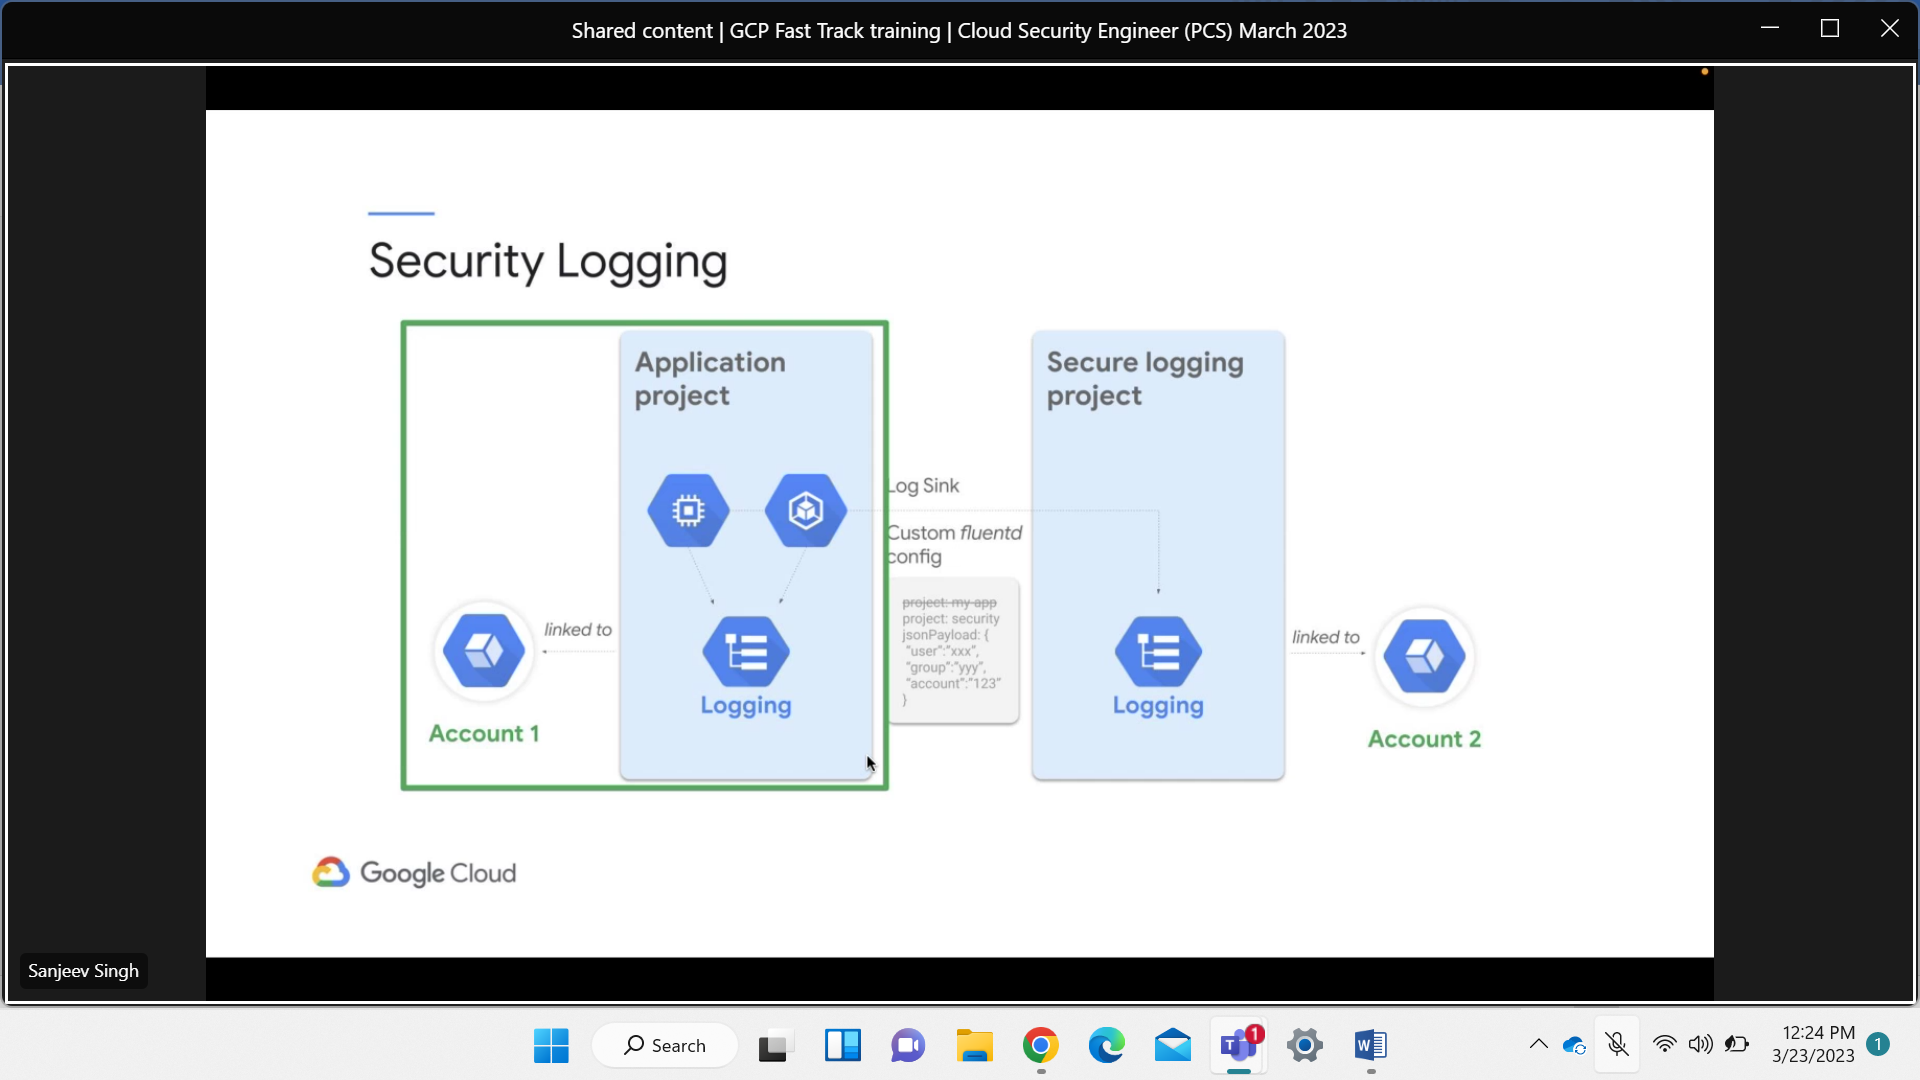 Shared content | GCP Fast Track training | Cloud Security Engineer (PCS) March 2023
Security Logging
Application
project
Secure logging
project
Log Sink
Custom fluentd
config
project: my-app
project: security
jsonPayload: {
"user":"xxx",
"group":"yyy",
"account":"123"
}
linked to
linked to
Logging
Logging
Account 1
Account 2
Google Cloud
Sanjeev Singh
Search
1
12:24 PM
3/23/2023
1